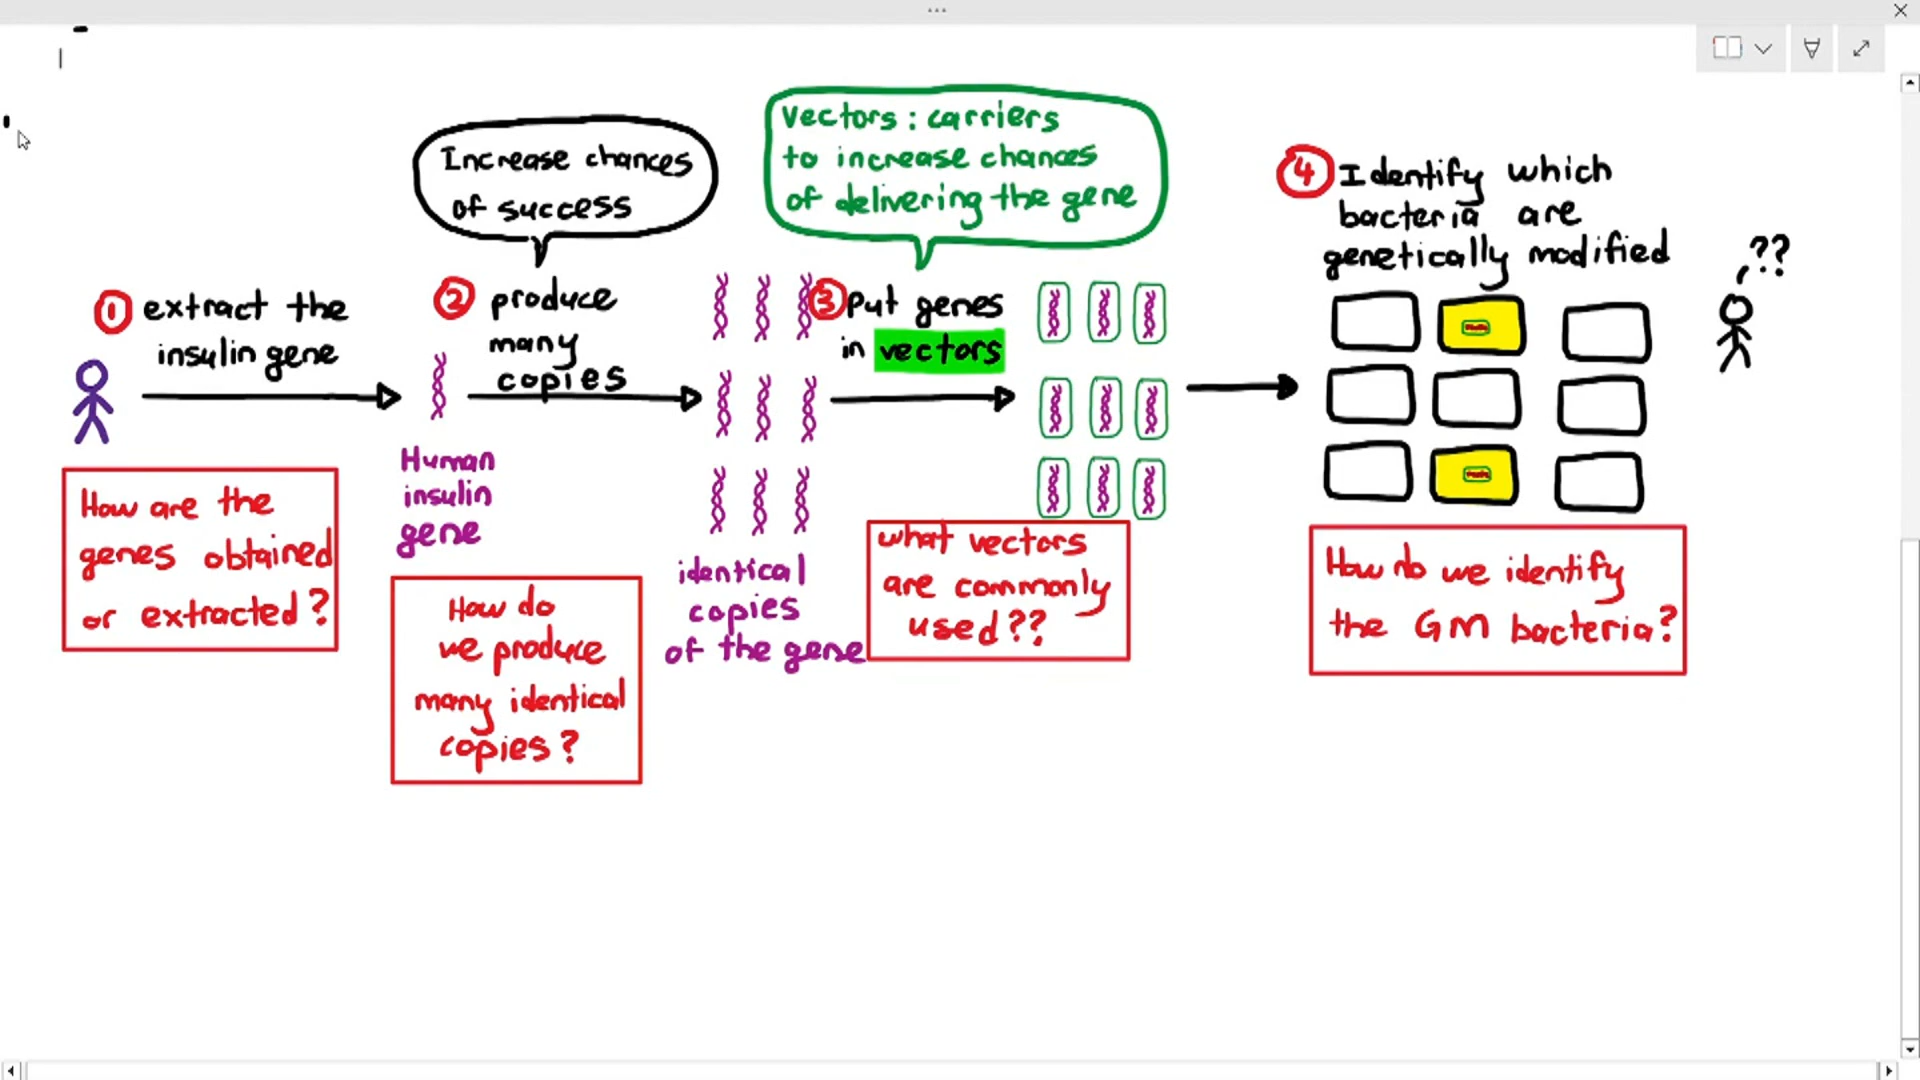 Increase chances
of success
Vectors : carriers
to increase chances
of delivering the gene
① extract the
insulin gene
② produce
many
copies
③ Put genes
in vectors
④ Identify which
bacteria are
genetically modified
??
Human
insulin
gene
identical
copies
of the gene
How are the
genes obtained
or extracted?
How do
we produce
many identical
copies?
what vectors
are commonly
used??
How do we identify
the GM bacteria?